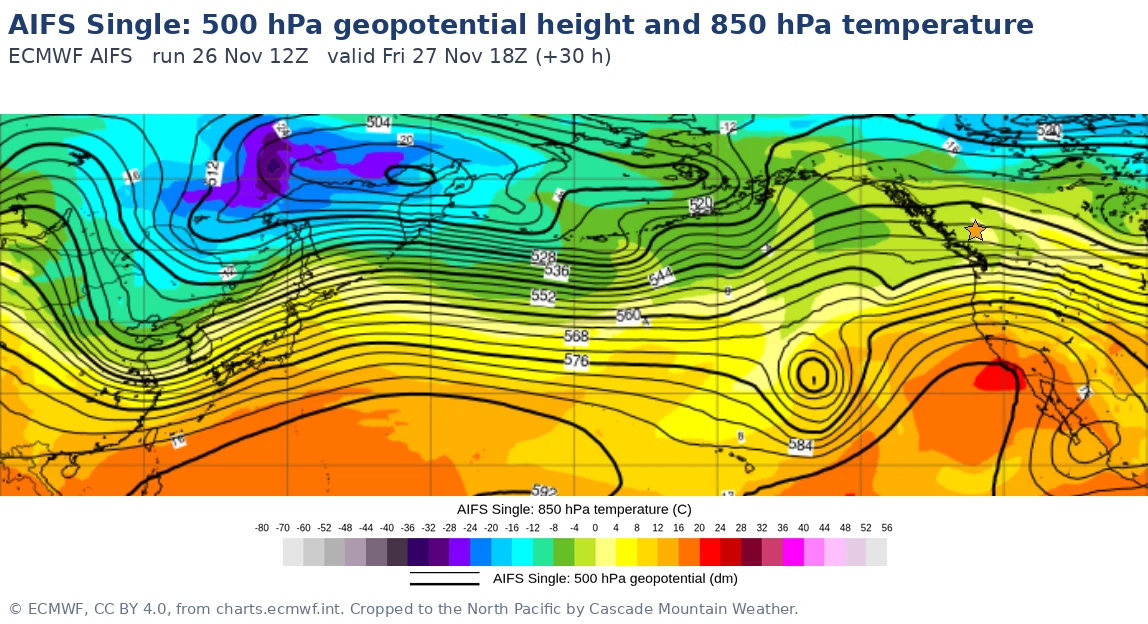 AIFS Single: 500 hPa geopotential height and 850 hPa temperature
ECMWF AIFS run 26 Nov 12Z valid Fri 27 Nov 18Z (+30 h)
504
520
-12
-20
-16
512
520
528
536
544
552
560
568
576
8
584
592
AIFS Single: 850 hPa temperature (C)
-80 -70 -60 -52 -48 -44 -40 -36 -32 -28 -24 -20 -16 -12 -8 -4 0 4 8 12 16 20 24 28 32 36 40 44 48 52 56
AIFS Single: 500 hPa geopotential (dm)
© ECMWF, CC BY 4.0, from charts.ecmwf.int. Cropped to the North Pacific by Cascade Mountain Weather.